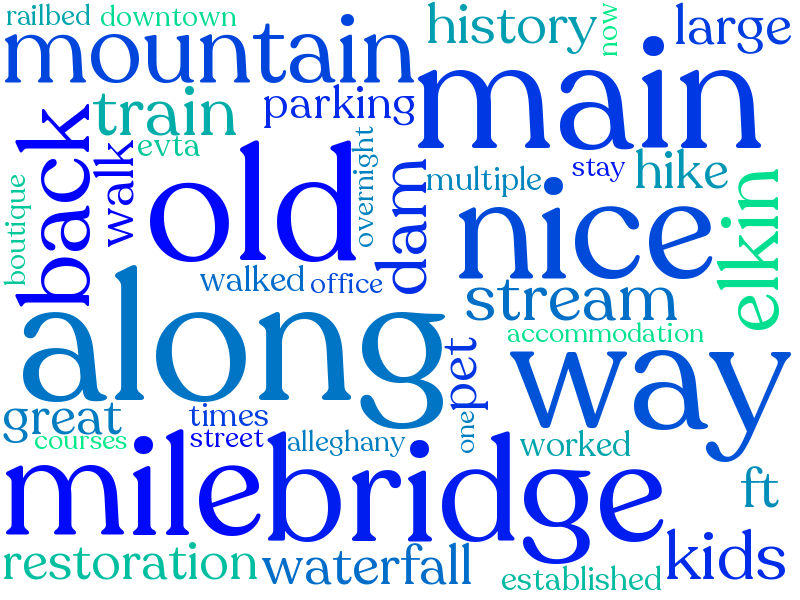 railbed downtown
mountain
history
now
large
main
train
parking
back
walk
evta
old
overnight
dam
multiple
stay
hike
nice
elkin
boutique
walked office
stream
accommodation
along
pet
way
great
times
courses
street
alleghany
one
worked
mile bridge
ft
restoration
waterfall
established
kids